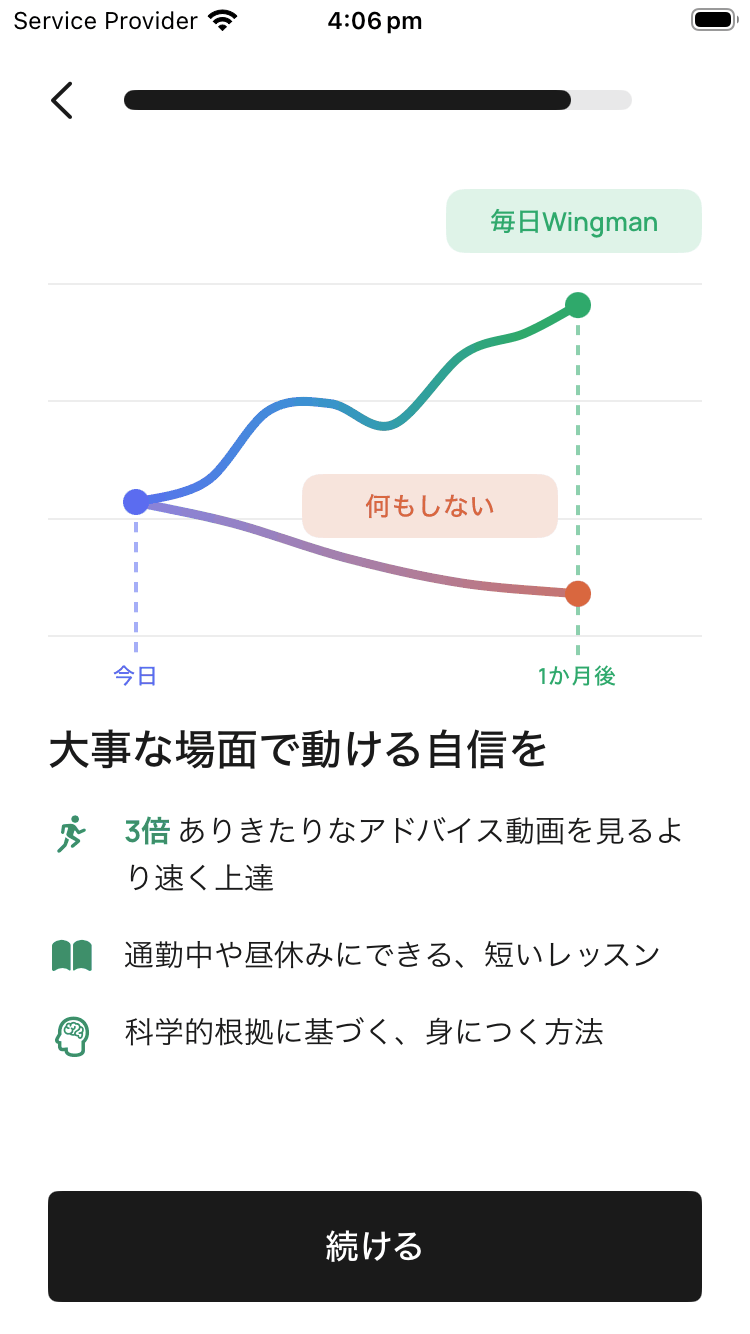 Service Provider 4:06 pm
毎日Wingman
何もしない
今日 1か月後
大事な場面で動ける自信を
3倍 ありきたりなアドバイス動画を見るよ
り速く上達
通勤中や昼休みにできる、短いレッスン
科学的根拠に基づく、身につく方法
続ける